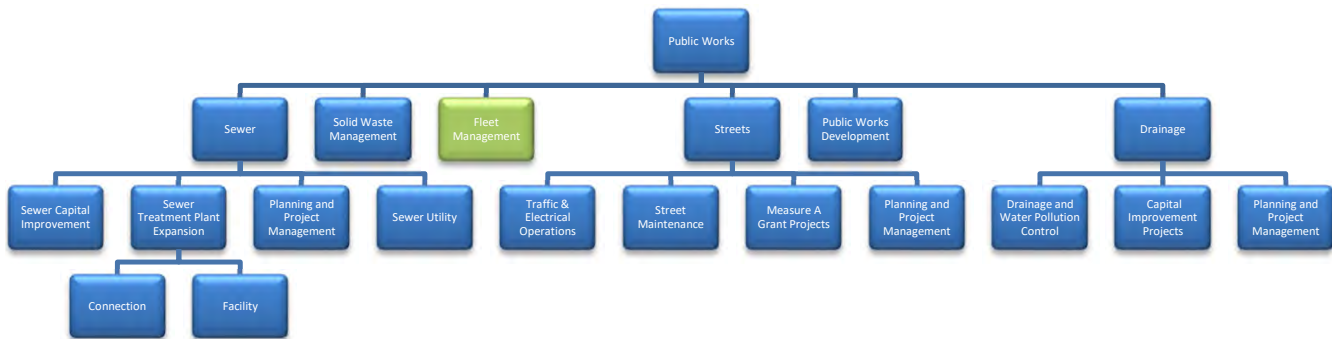 Public Works
Sewer
Solid Waste
Management
Fleet
Management
Streets
Public Works
Development
Drainage
Sewer Capital
Improvement
Sewer
Treatment Plant
Expansion
Planning and
Project
Management
Sewer Utility
Traffic &
Electrical
Operations
Street
Maintenance
Measure A
Grant Projects
Planning and
Project
Management
Drainage and
Water Pollution
Control
Capital
Improvement
Projects
Planning and
Project
Management
Connection
Facility